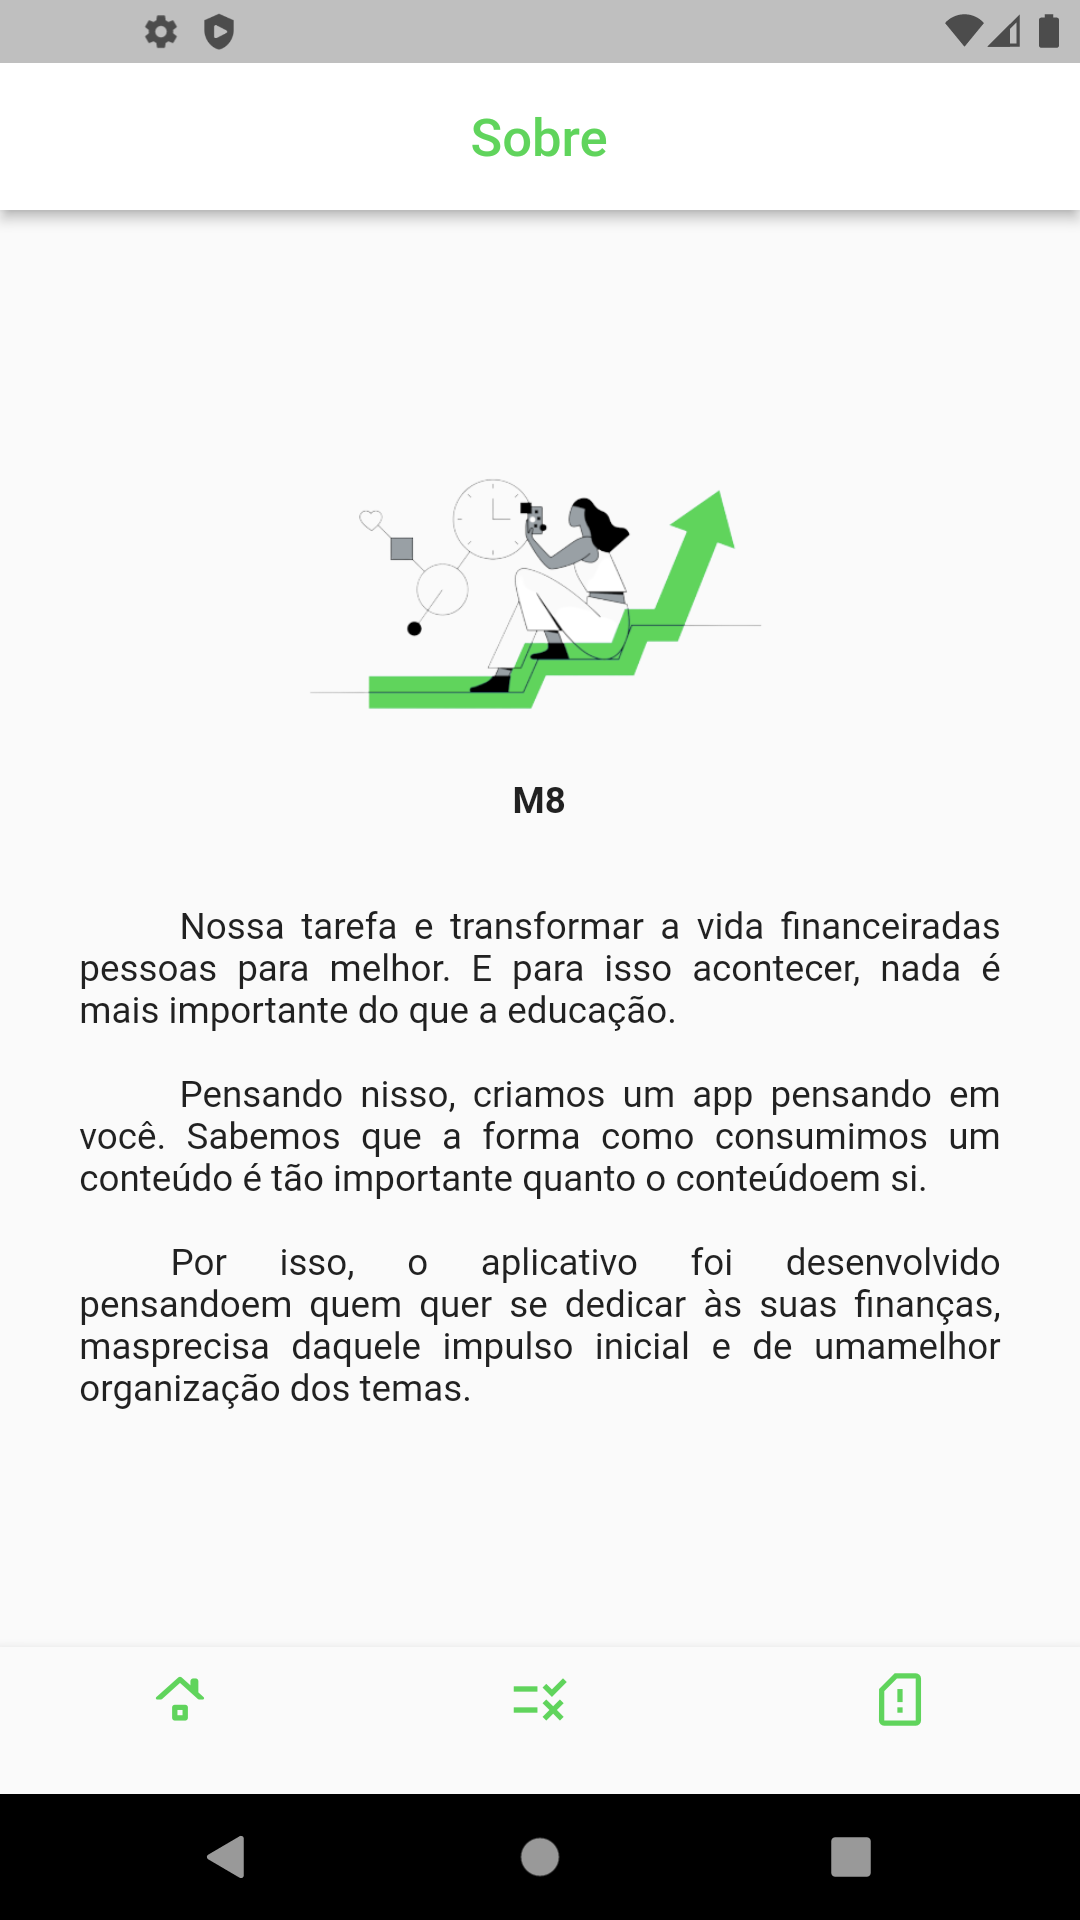 Sobre
M8
Nossa tarefa e transformar a vida financeiradas
pessoas para melhor. E para isso acontecer, nada é
mais importante do que a educação.
Pensando nisso, criamos um app pensando em
você. Sabemos que a forma como consumimos um
conteúdo é tão importante quanto o conteúdoem si.
Por isso, o aplicativo foi desenvolvido
pensandoem quem quer se dedicar às suas finanças,
masprecisa daquele impulso inicial e de umamelhor
organização dos temas.